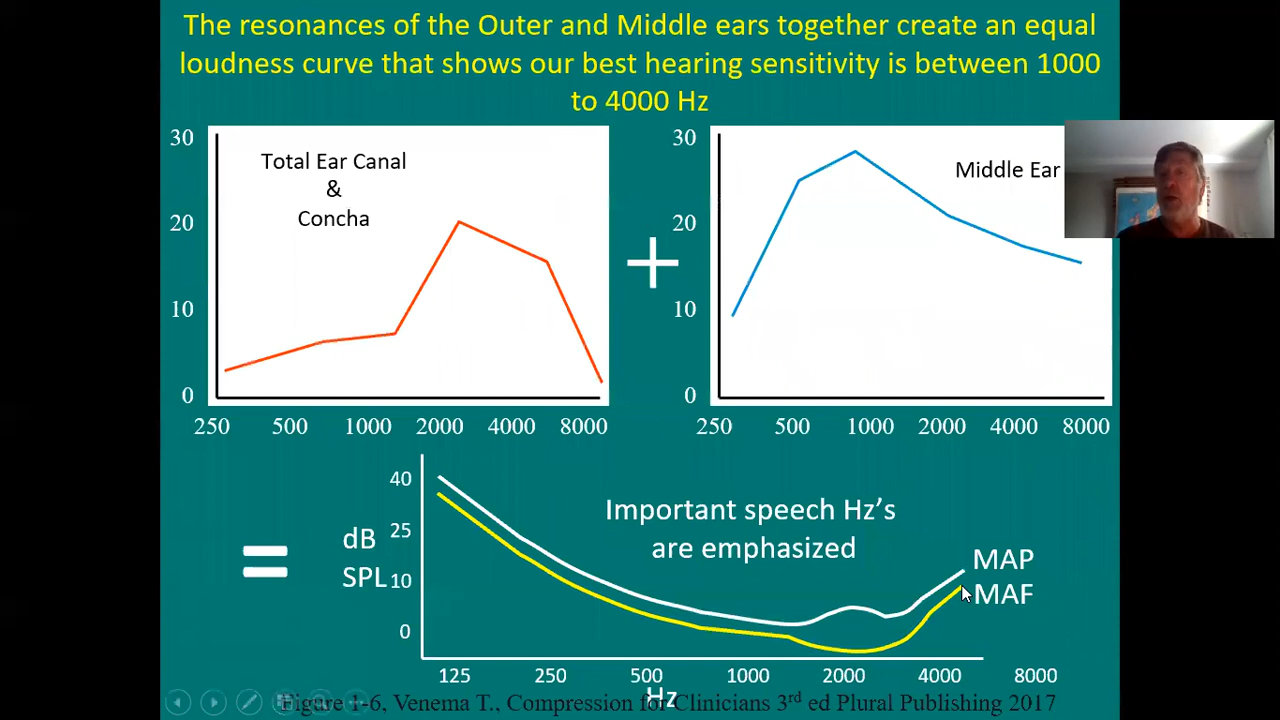 The resonances of the Outer and Middle ears together create an equal
loudness curve that shows our best hearing sensitivity is between 1000
to 4000 Hz
30
20
10
0
Total Ear Canal
&
Concha
250 500 1000 2000 4000 8000
+
30
20
10
0
Middle Ear
250 500 1000 2000 4000 8000
=
dB
SPL
40
25
10
0
Important speech Hz’s
are emphasized
MAP
MAF
125 250 500 1000 2000 4000 8000
Hz
Figure 1-6, Venema T., Compression for Clinicians 3rd ed Plural Publishing 2017